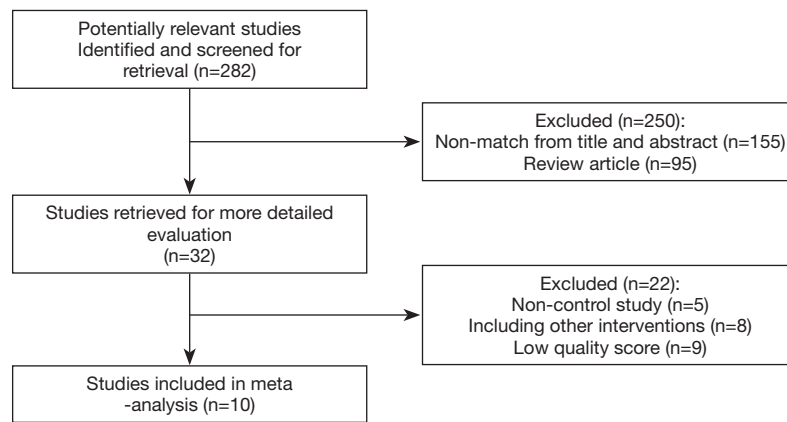 Potentially relevant studies
Identified and screened for
retrieval (n=282)
Excluded (n=250):
Non-match from title and abstract (n=155)
Review article (n=95)
Studies retrieved for more detailed
evaluation
(n=32)
Excluded (n=22):
Non-control study (n=5)
Including other interventions (n=8)
Low quality score (n=9)
Studies included in meta
-analysis (n=10)